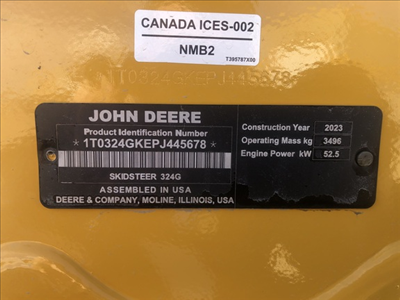 CANADA ICES-002
NMB2
T395787X00
1T0324GKEPJ445678
JOHN DEERE
Product Identification Number
*1T0324GKEPJ445678*
SKIDSTEER 324G
ASSEMBLED IN USA
DEERE & COMPANY, MOLINE, ILLINOIS, USA
Construction Year 2023
Operating Mass kg 3496
Engine Power kW 52.5